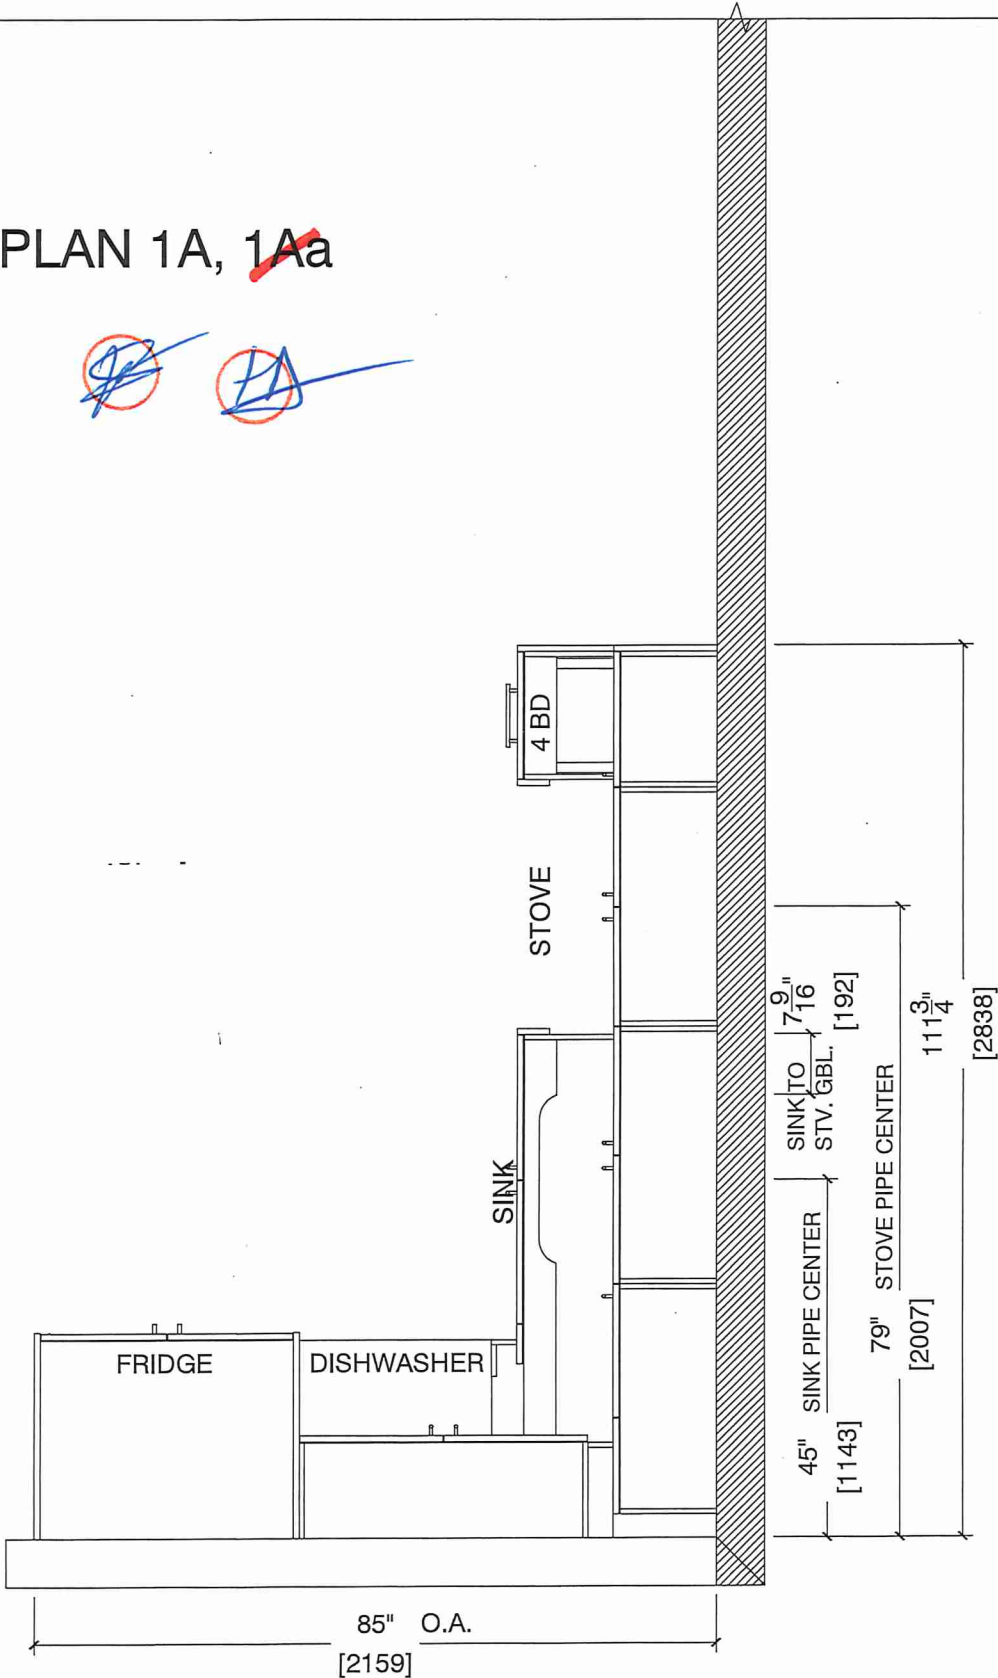 PLAN 1A, 1Aa
4 BD
STOVE
SINK
FRIDGE
DISHWASHER
7 9/16"
[192]
SINK TO
STV. GBL.
111 3/4"
[2838]
79" STOVE PIPE CENTER
[2007]
45" SINK PIPE CENTER
[1143]
85" O.A.
[2159]